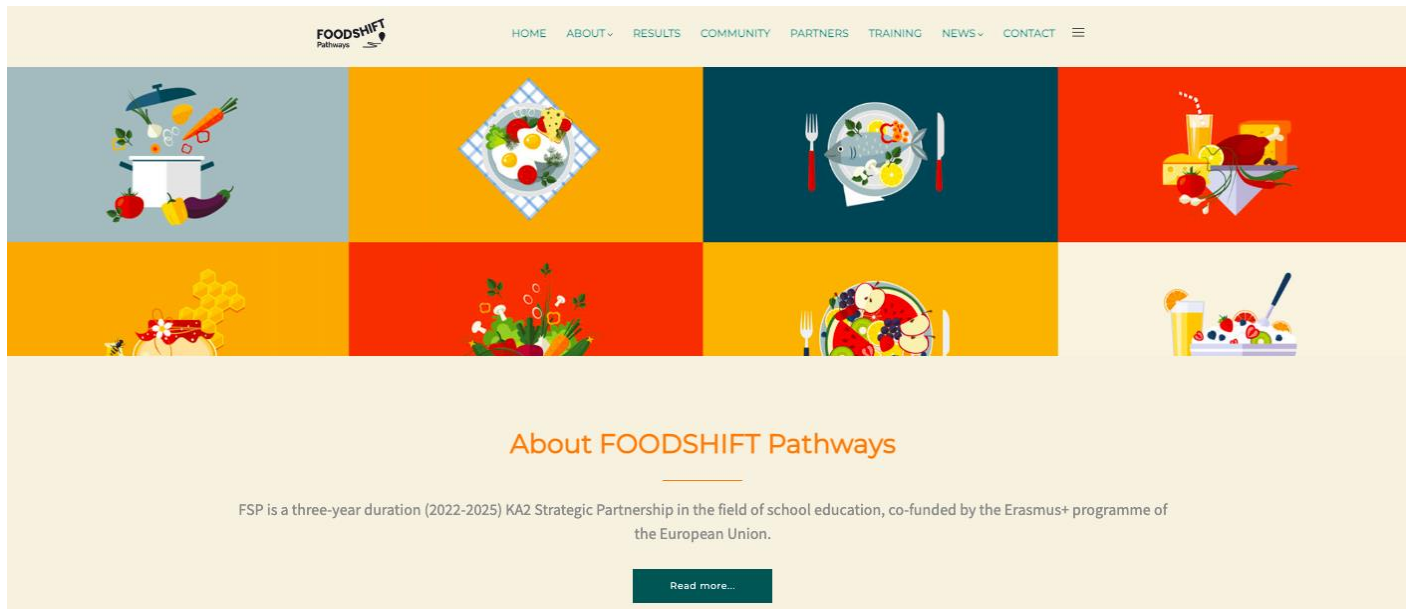 FOODSHIFT
Pathways
HOME ABOUT RESULTS COMMUNITY PARTNERS TRAINING NEWS CONTACT
About FOODSHIFT Pathways
FSP is a three-year duration (2022-2025) KA2 Strategic Partnership in the field of school education, co-funded by the Erasmus+ programme of
the European Union.
Read more...